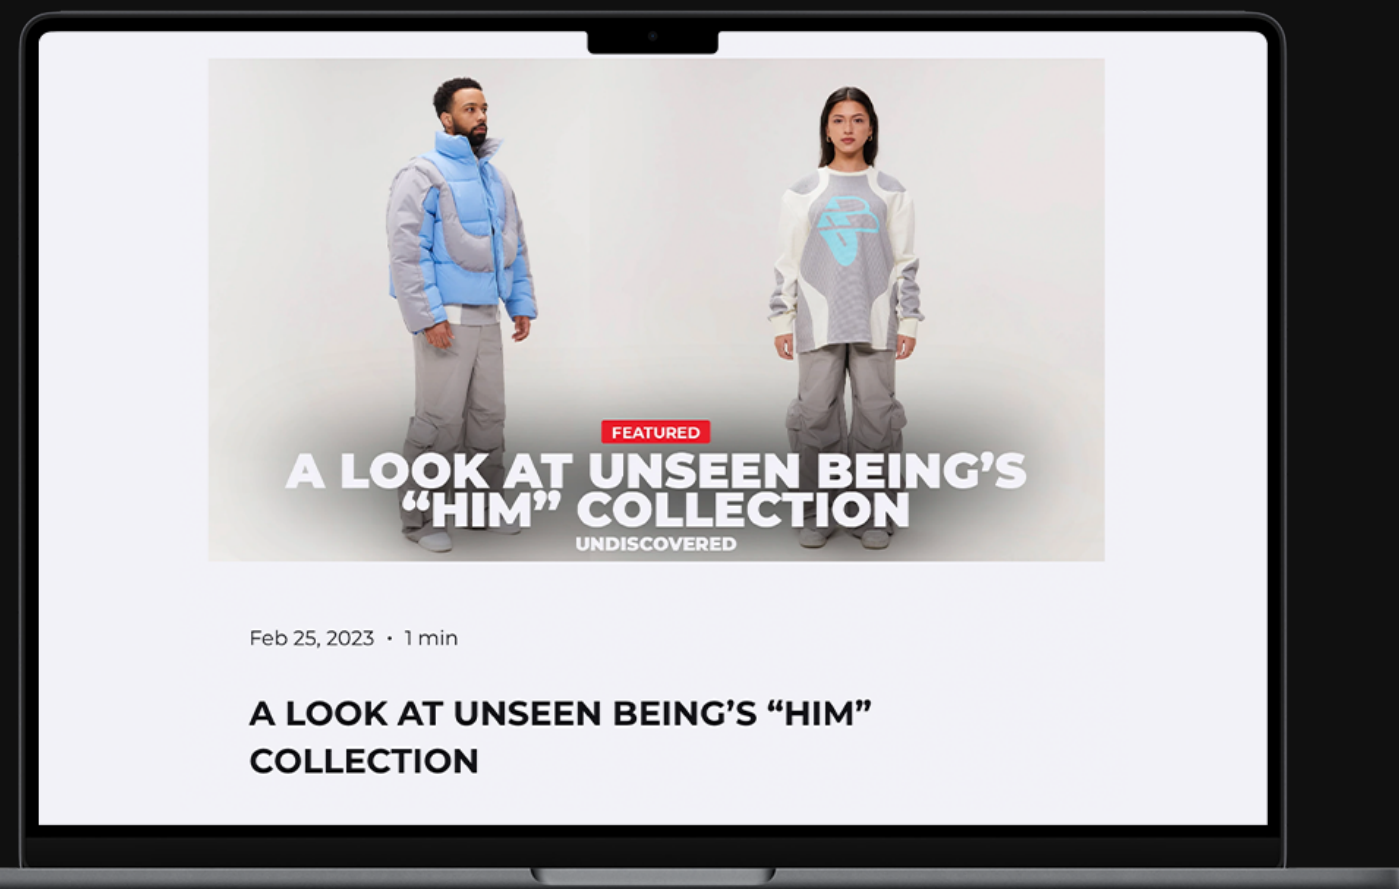 FEATURED
A LOOK AT UNSEEN BEING’S
“HIM” COLLECTION
UNDISCOVERED
Feb 25, 2023 • 1 min
A LOOK AT UNSEEN BEING’S “HIM”
COLLECTION